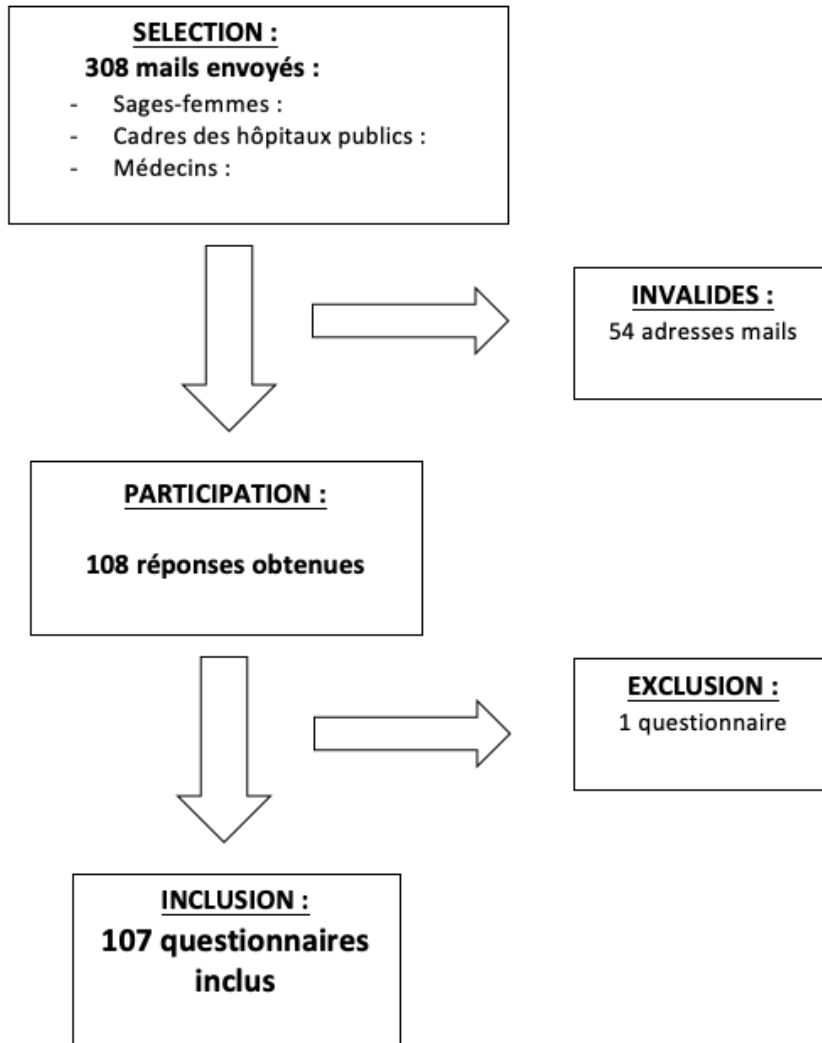 SELECTION :
308 mails envoyés :
- Sages-femmes :
- Cadres des hôpitaux publics :
- Médecins :
INVALIDES :
54 adresses mails
PARTICIPATION :
108 réponses obtenues
EXCLUSION :
1 questionnaire
INCLUSION :
107 questionnaires
inclus